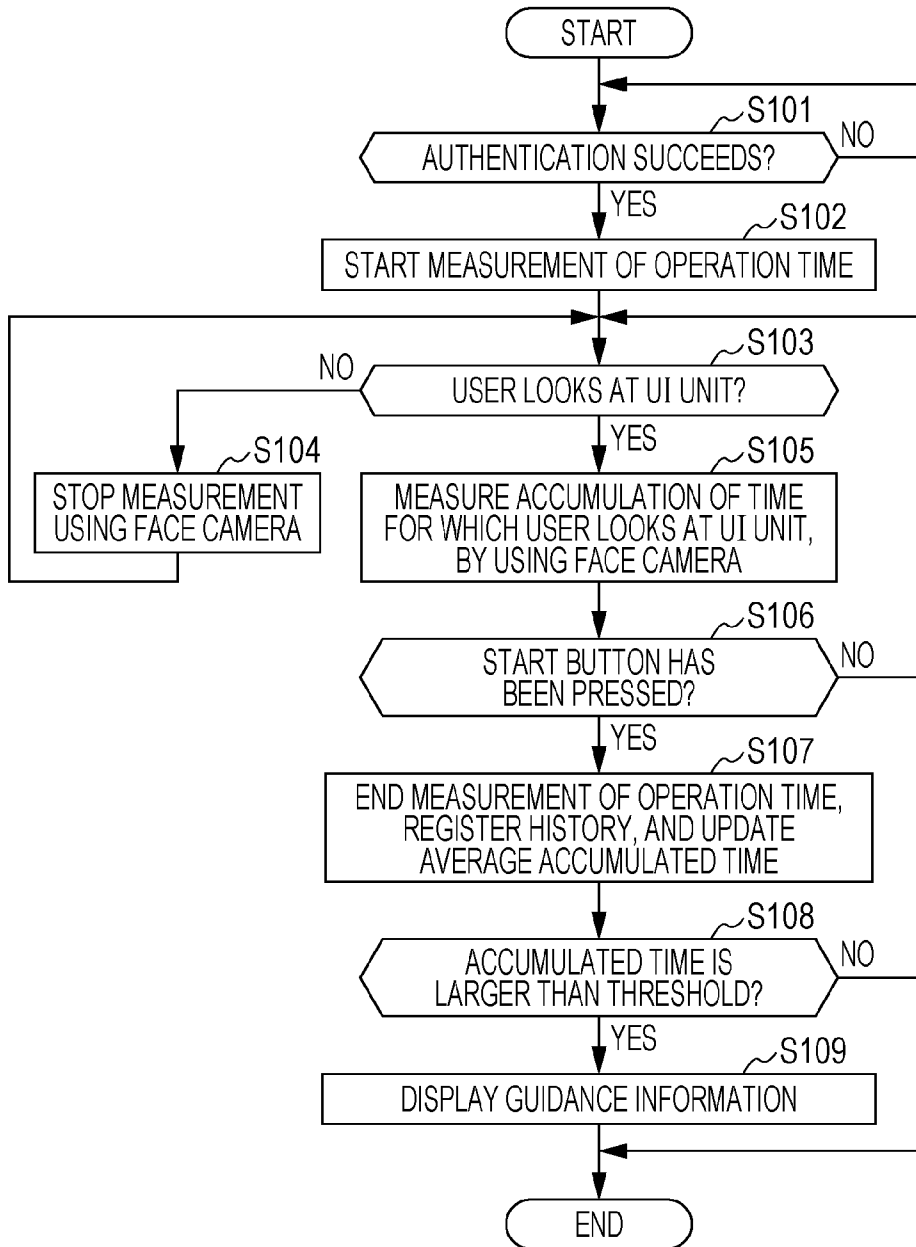 START
S101
AUTHENTICATION SUCCEEDS?
NO
YES
S102
START MEASUREMENT OF OPERATION TIME
S103
NO
USER LOOKS AT UI UNIT?
YES
S104
STOP MEASUREMENT
USING FACE CAMERA
S105
MEASURE ACCUMULATION OF TIME
FOR WHICH USER LOOKS AT UI UNIT,
BY USING FACE CAMERA
S106
START BUTTON HAS
BEEN PRESSED?
NO
YES
S107
END MEASUREMENT OF OPERATION TIME,
REGISTER HISTORY, AND UPDATE
AVERAGE ACCUMULATED TIME
S108
ACCUMULATED TIME IS
LARGER THAN THRESHOLD?
NO
YES
S109
DISPLAY GUIDANCE INFORMATION
END